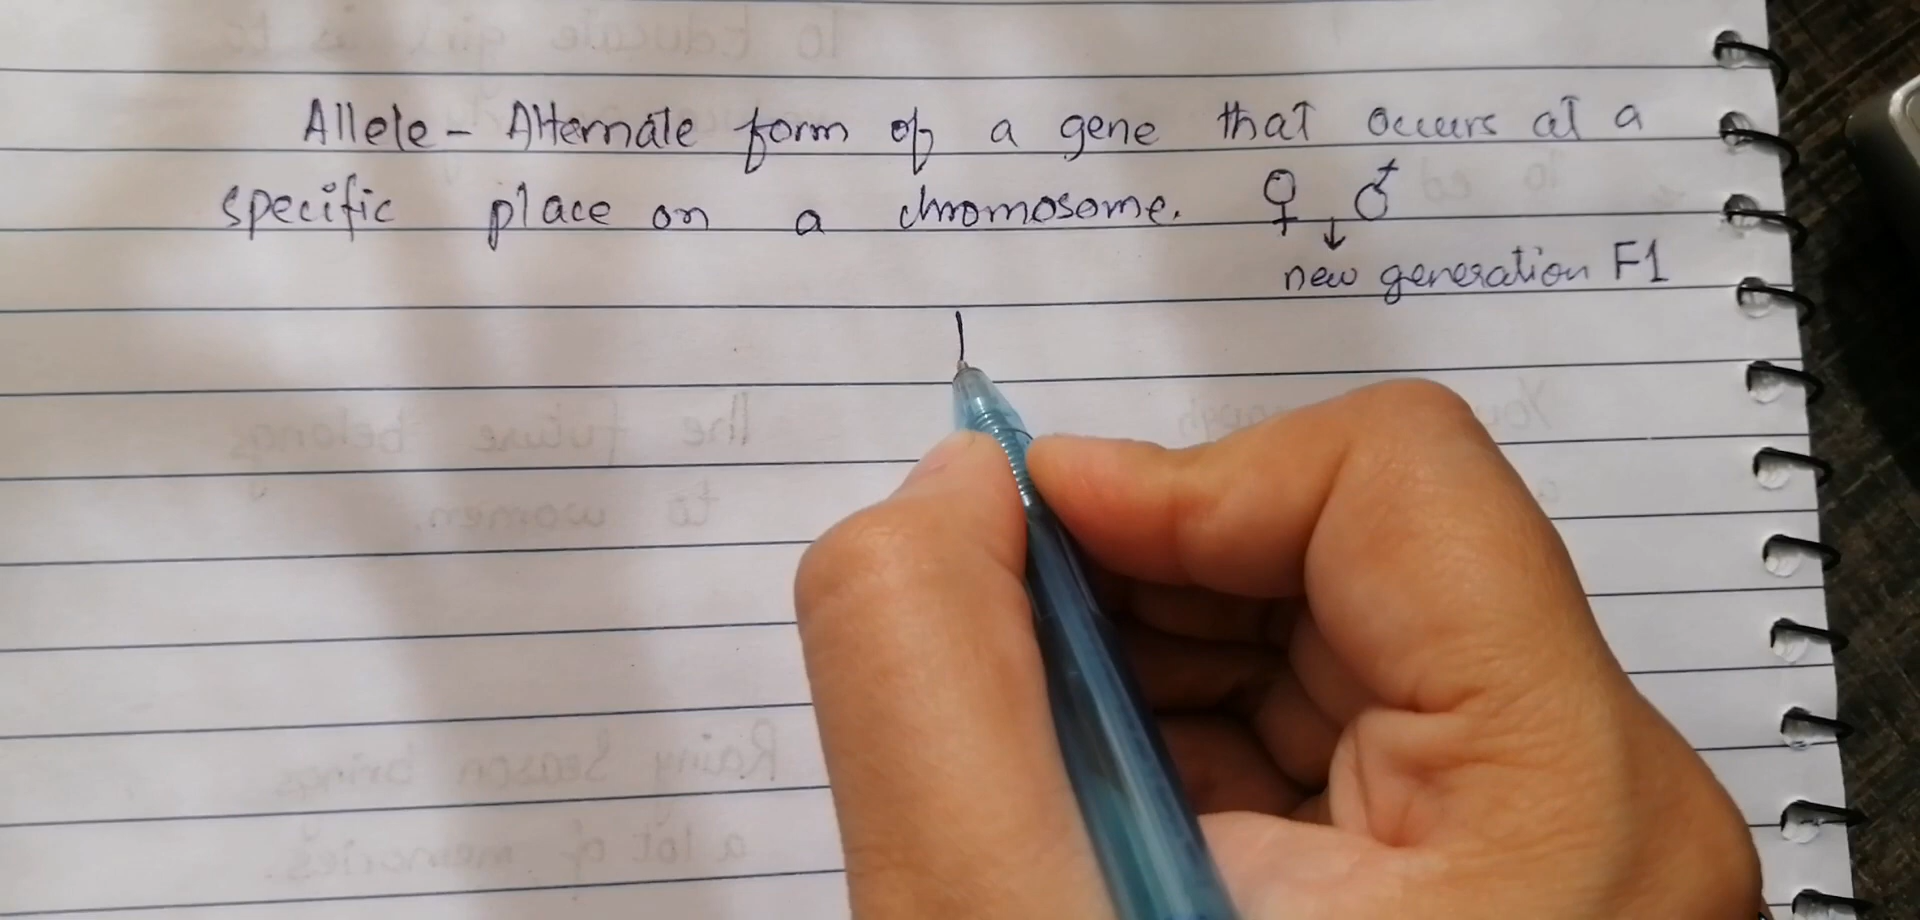 Allele - Alternate form of a gene that occurs at a
specific place on a chromosome. ♀ ♂
↓
new generation F1